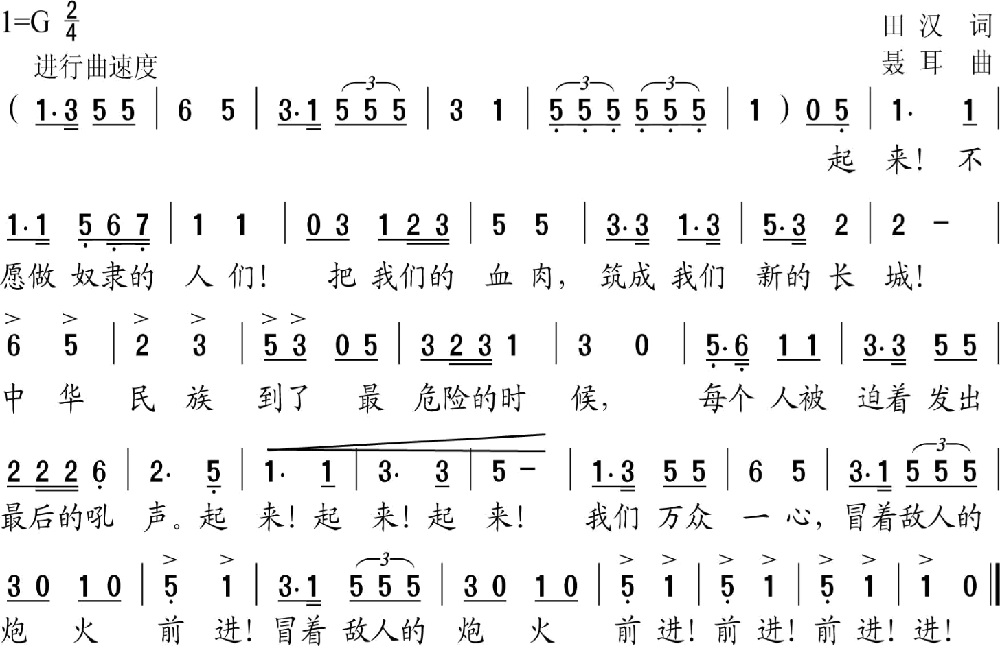 1=G 2/4
田 汉 词
进行曲速度
聂 耳 曲
( 1·3 5 5 | 6 5 | 3·1 5 5 5 | 3 1 | 5 5 5 5 5 5 | 1 ) 0 5 | 1· 1 |
起 来! 不
1·1 5 6 7 | 1 1 | 0 3 1 2 3 | 5 5 | 3·3 1·3 | 5·3 2 | 2 − |
愿做 奴隶的 人 们! 把 我们的 血 肉, 筑成 我们 新的 长 城!
> > > > > >
6 5 | 2 3 | 5 3 0 5 | 3 2 3 1 | 3 0 | 5·6 1 1 | 3·3 5 5 |
中 华 民 族 到了 最 危险的时 候, 每个 人被 迫着 发出
2 2 2 6 | 2· 5 | 1· 1 | 3· 3 | 5 − | 1·3 5 5 | 6 5 | 3·1 5 5 5 |
最后的吼 声。起 来! 起 来! 起 来! 我们 万众 一 心, 冒着敌人的
3 0 1 0 | 5 1 | 3·1 5 5 5 | 3 0 1 0 | 5 1 | 5 1 | 5 1 | 1 0 ‖
炮 火 前 进! 冒着 敌人的 炮 火 前 进! 前 进! 前 进! 进!